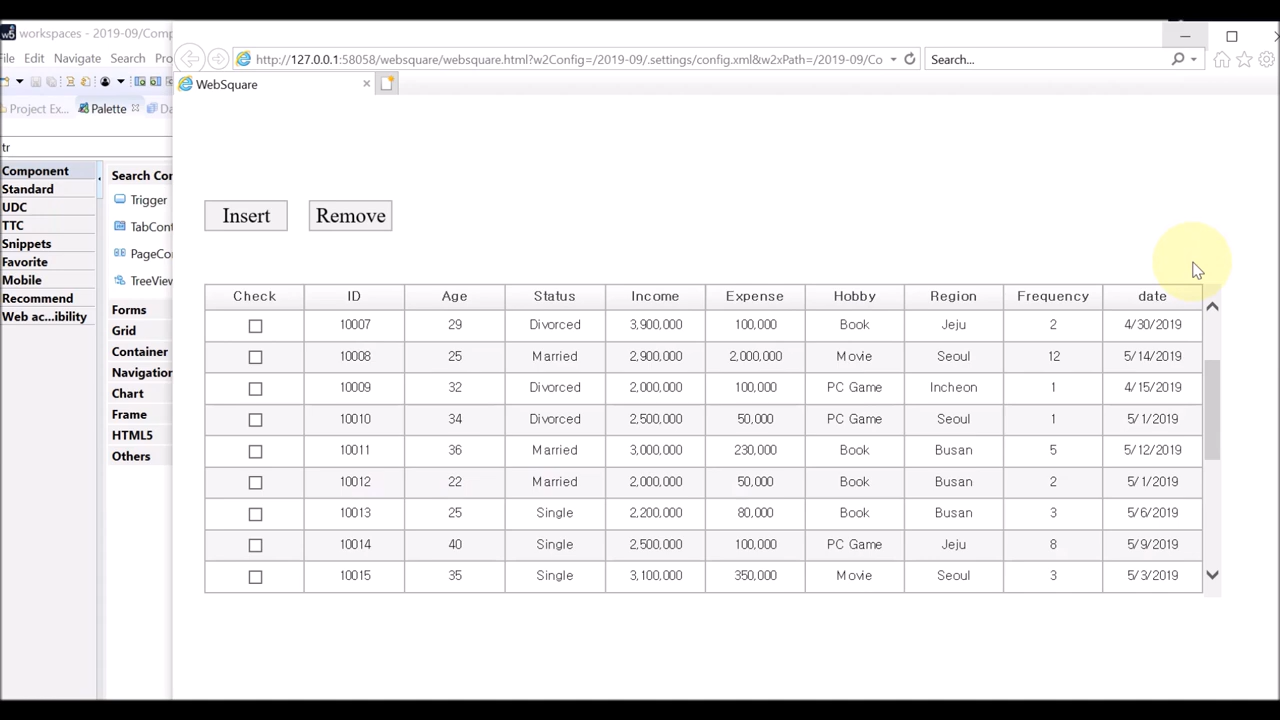 workspaces - 2019-09/Comp
File Edit Navigate Search Pro
http://127.0.0.1:58058/websquare/websquare.html?w2Config=/2019-09/.settings/config.xml&w2xPath=/2019-09/Co
Search...
WebSquare
Project Ex...
Palette
Da
tr
Component
Standard
UDC
TTC
Snippets
Favorite
Mobile
Recommend
Web ac...ibility
Search Con
Trigger
TabCont
PageCo
TreeView
Forms
Grid
Container
Navigation
Chart
Frame
HTML5
Others
Insert Remove
Check ID Age Status Income Expense Hobby Region Frequency date
10007 29 Divorced 3,900,000 100,000 Book Jeju 2 4/30/2019
10008 25 Married 2,900,000 2,000,000 Movie Seoul 12 5/14/2019
10009 32 Divorced 2,000,000 100,000 PC Game Incheon 1 4/15/2019
10010 34 Divorced 2,500,000 50,000 PC Game Seoul 1 5/1/2019
10011 36 Married 3,000,000 230,000 Book Busan 5 5/12/2019
10012 22 Married 2,000,000 50,000 Book Busan 2 5/1/2019
10013 25 Single 2,200,000 80,000 Book Busan 3 5/6/2019
10014 40 Single 2,500,000 100,000 PC Game Jeju 8 5/9/2019
10015 35 Single 3,100,000 350,000 Movie Seoul 3 5/3/2019